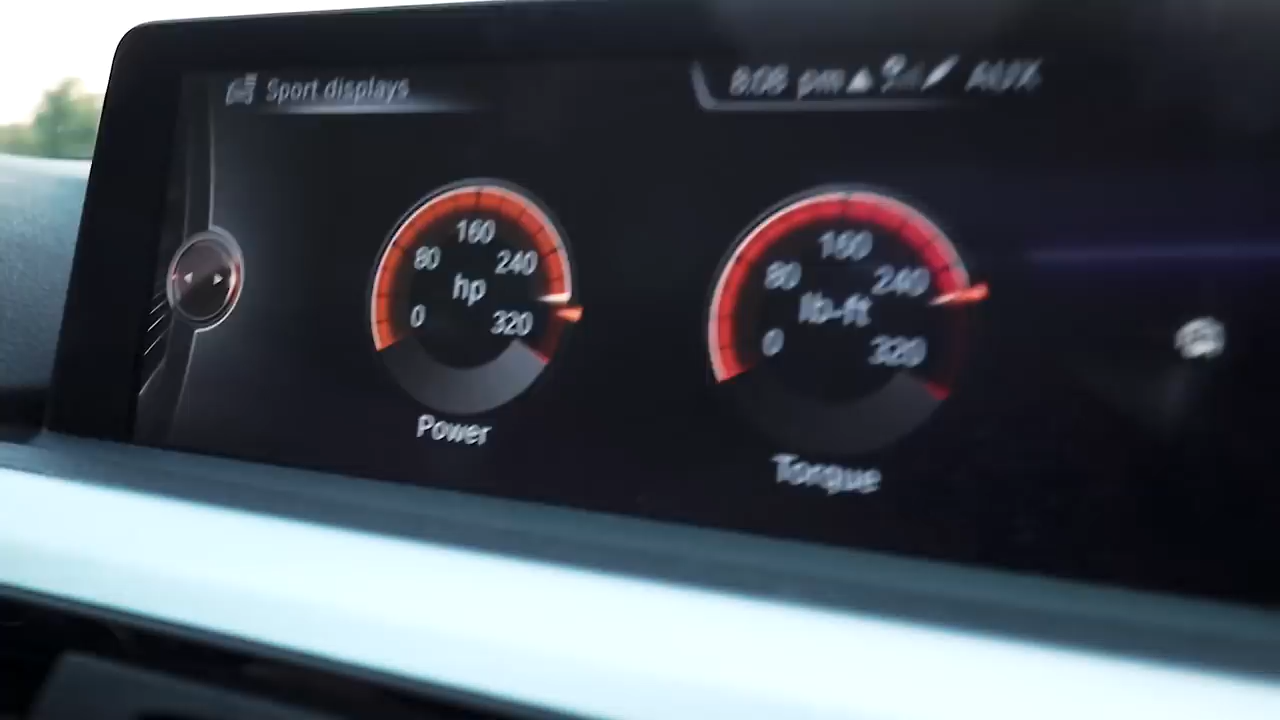 Sport displays
8:08 pm AUX
160
80 240
hp
0 320
Power
160
80 240
lb-ft
0 320
Torque